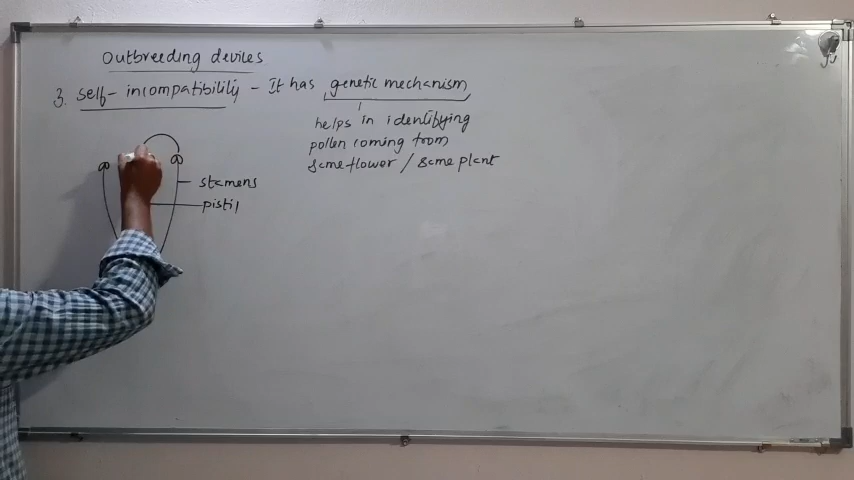 Outbreeding devices
3. Self-incompatibility - It has genetic mechanism
helps in identifying
pollen coming from
same flower / same plant
stamens
pistil